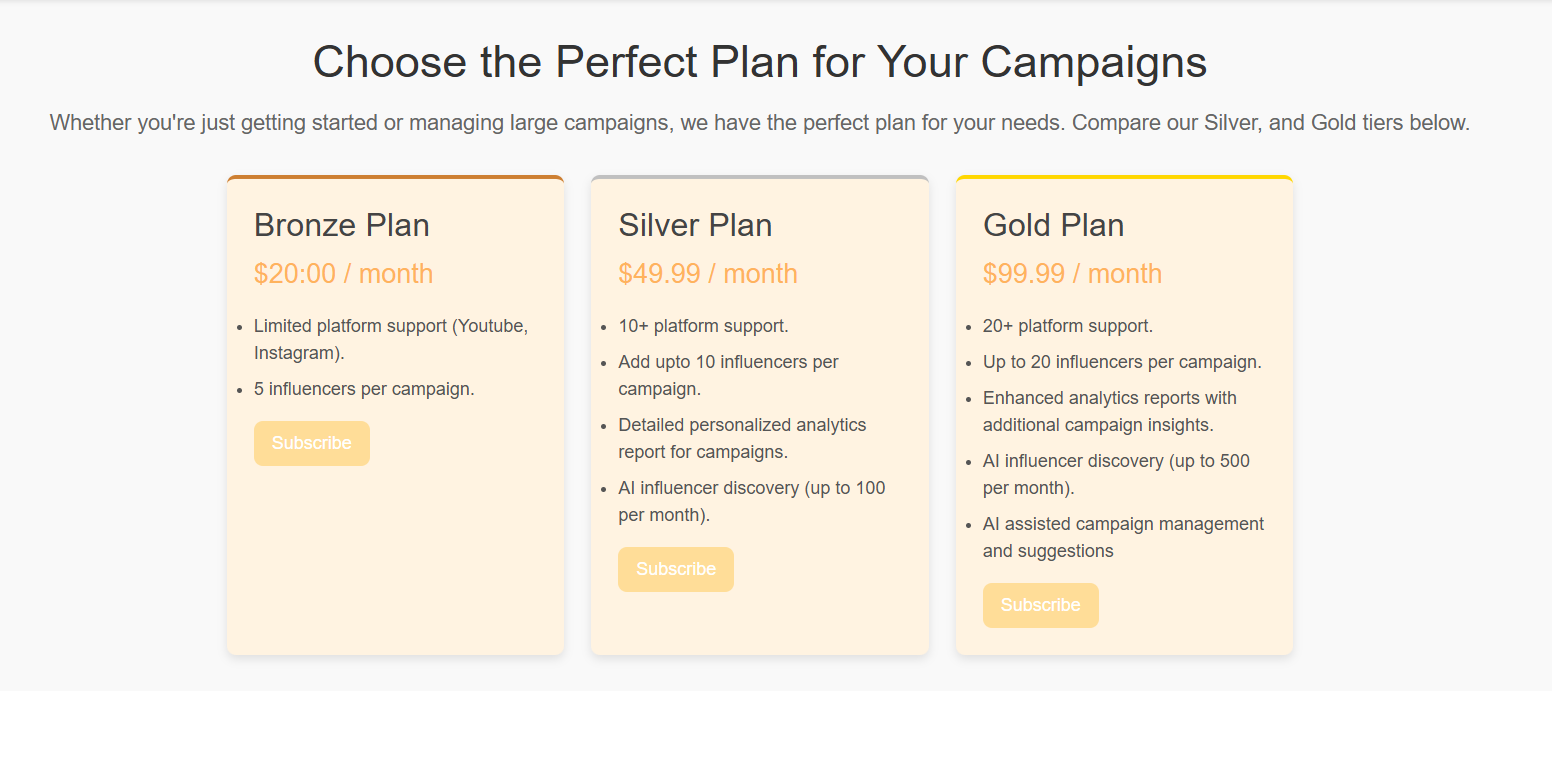 Choose the Perfect Plan for Your Campaigns
Whether you're just getting started or managing large campaigns, we have the perfect plan for your needs. Compare our Silver, and Gold tiers below.
Bronze Plan
$20:00 / month
Limited platform support (Youtube,
Instagram).
5 influencers per campaign.
Subscribe
Silver Plan
$49.99 / month
10+ platform support.
Add upto 10 influencers per
campaign.
Detailed personalized analytics
report for campaigns.
AI influencer discovery (up to 100
per month).
Subscribe
Gold Plan
$99.99 / month
20+ platform support.
Up to 20 influencers per campaign.
Enhanced analytics reports with
additional campaign insights.
AI influencer discovery (up to 500
per month).
AI assisted campaign management
and suggestions
Subscribe